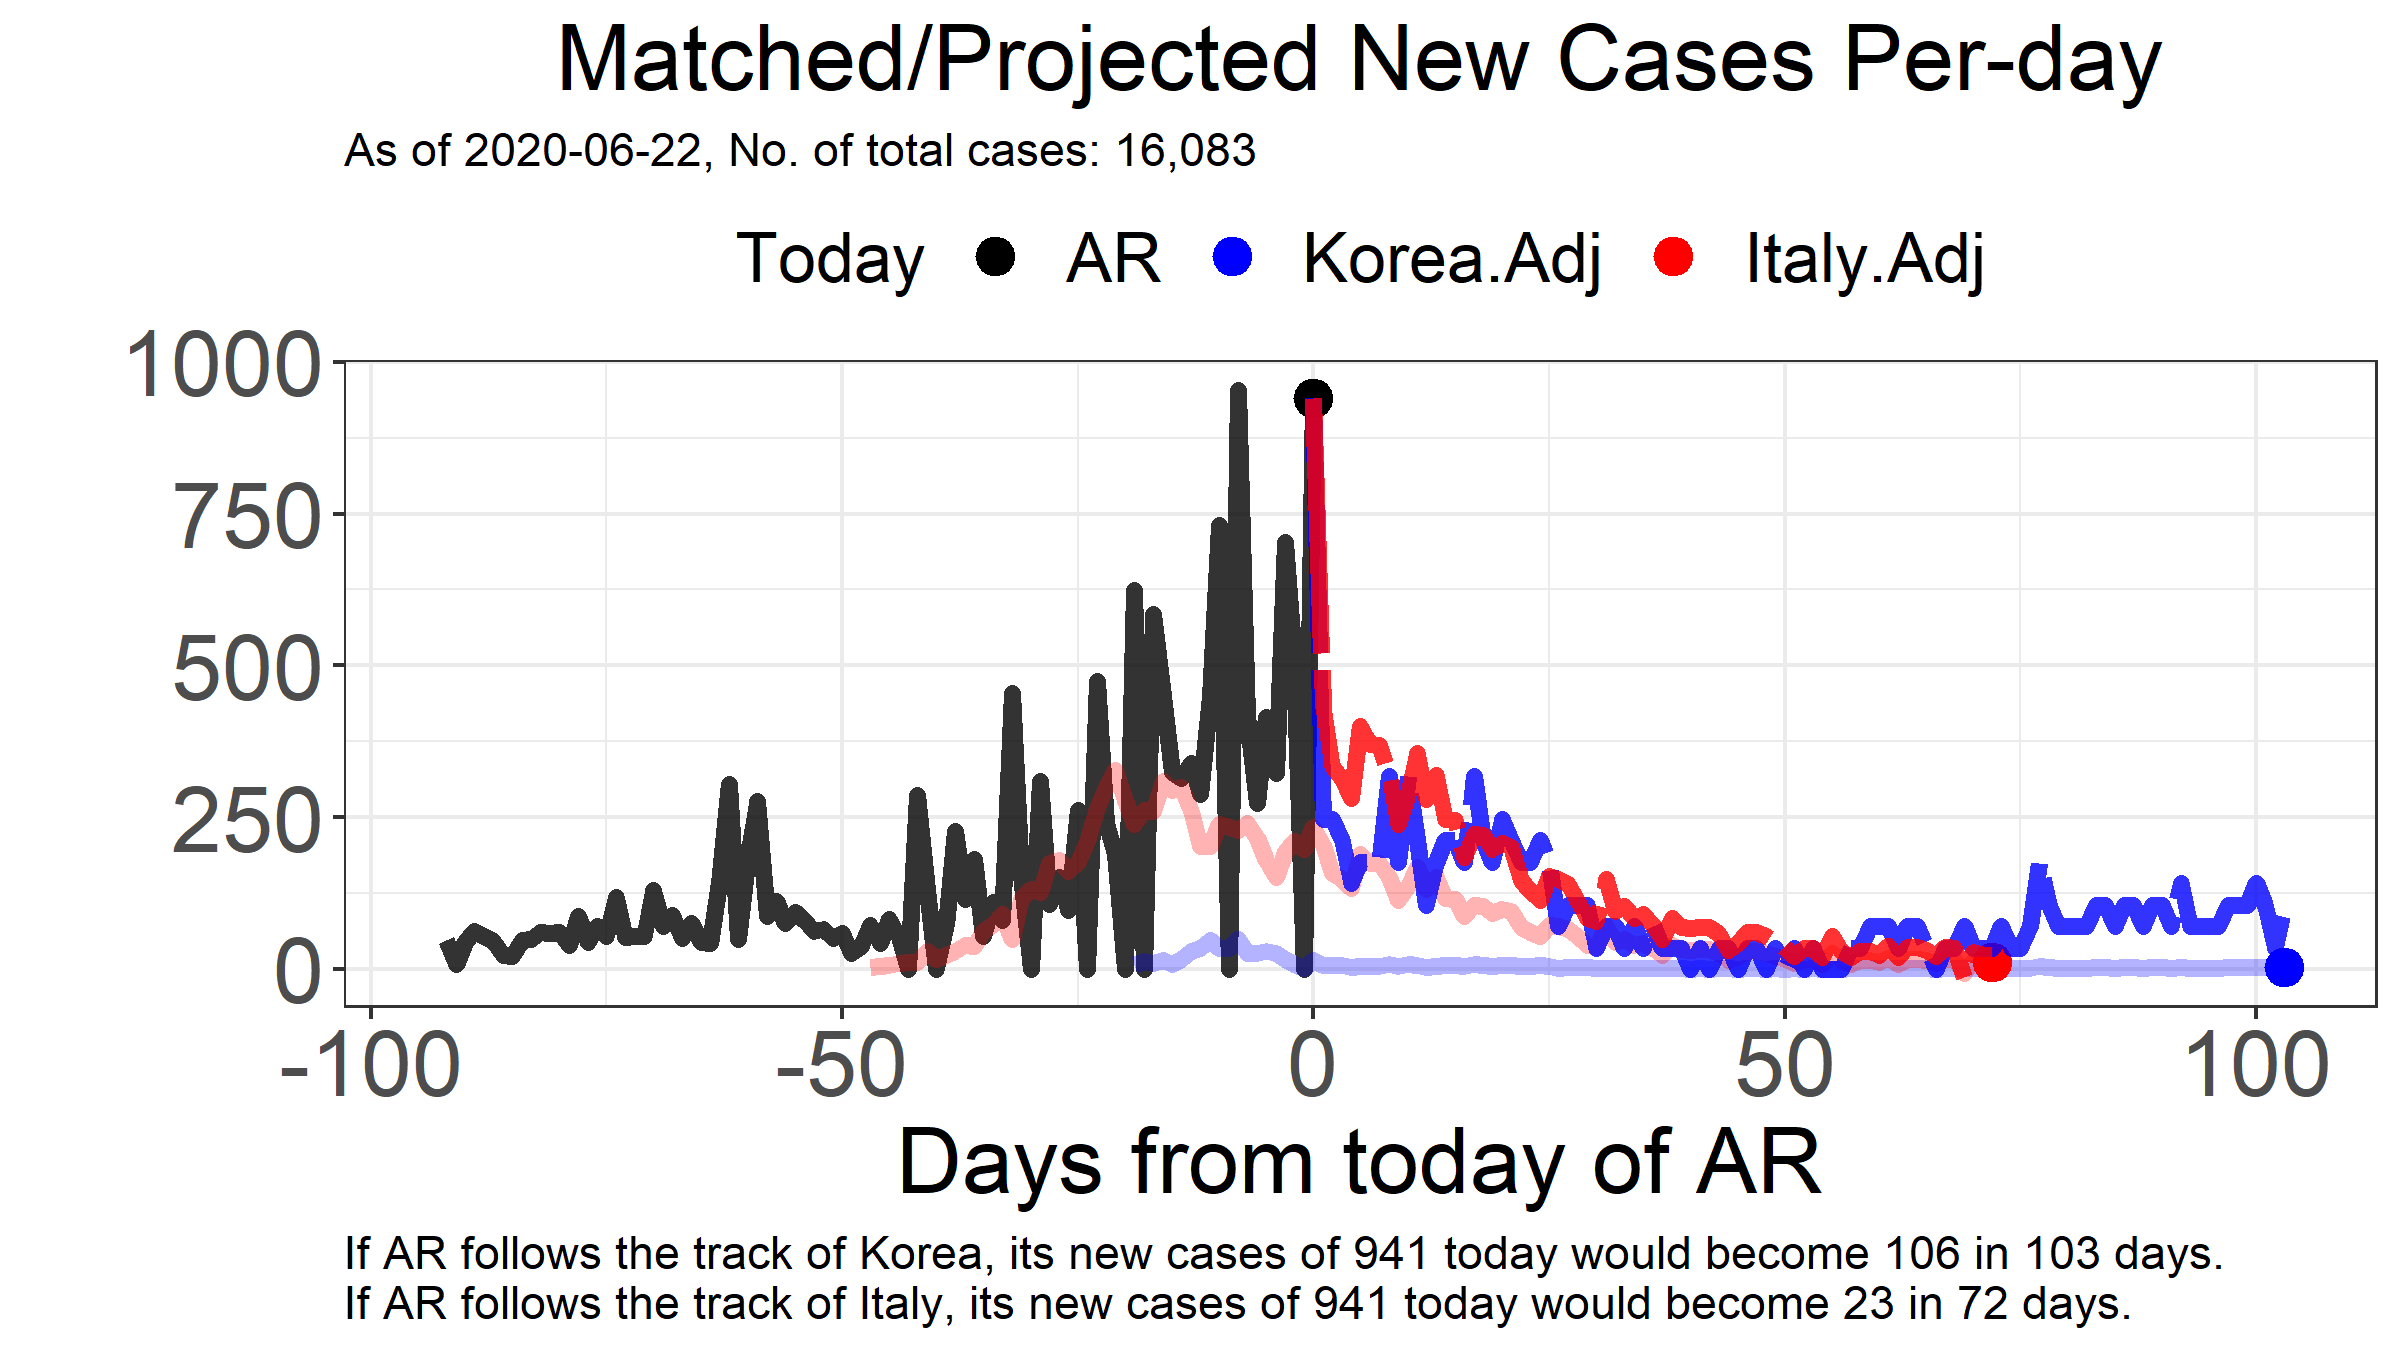 Matched/Projected New Cases Per-day
As of 2020-06-22, No. of total cases: 16,083
Today AR Korea.Adj Italy.Adj
1000
750
500
250
0
-100 -50 0 50 100
Days from today of AR
If AR follows the track of Korea, its new cases of 941 today would become 106 in 103 days.
If AR follows the track of Italy, its new cases of 941 today would become 23 in 72 days.